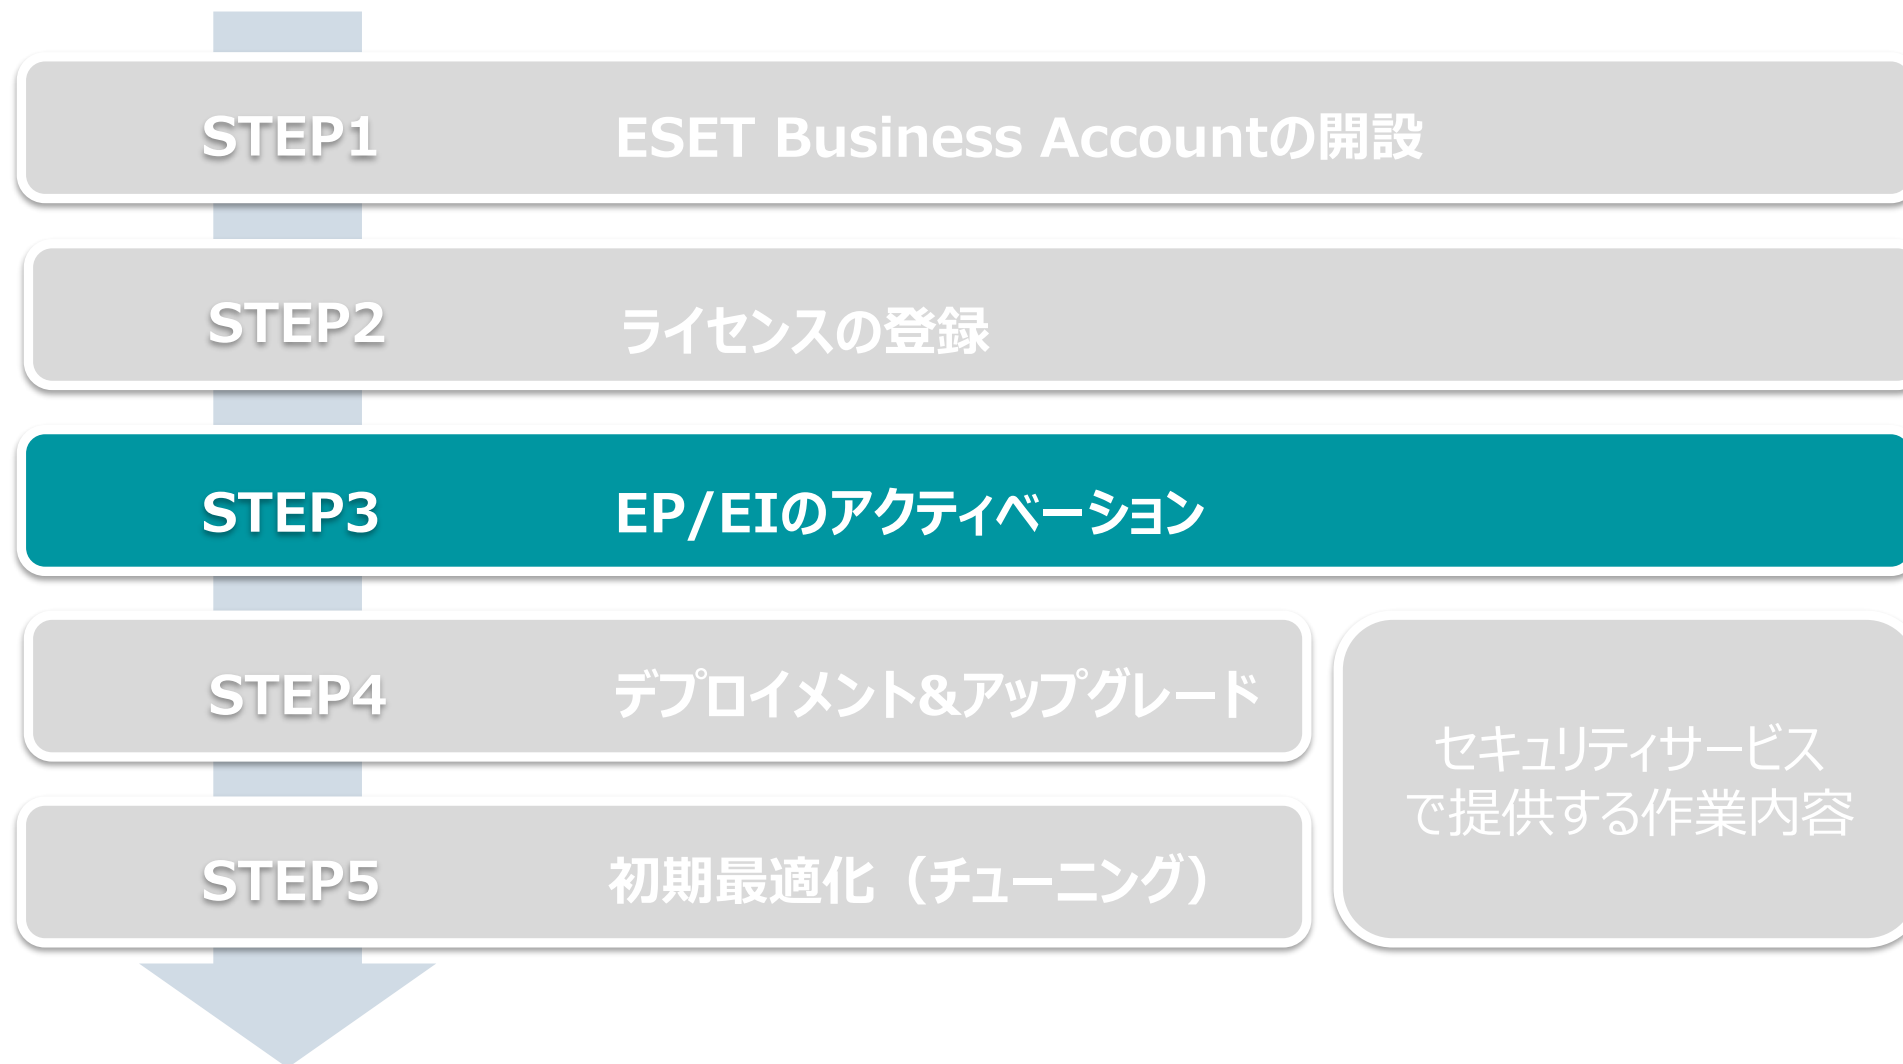 STEP1 ESET Business Accountの開設
STEP2 ライセンスの登録
STEP3 EP/EIのアクティベーション
STEP4 デプロイメント&アップグレード
STEP5 初期最適化（チューニング）
セキュリティサービス
で提供する作業内容